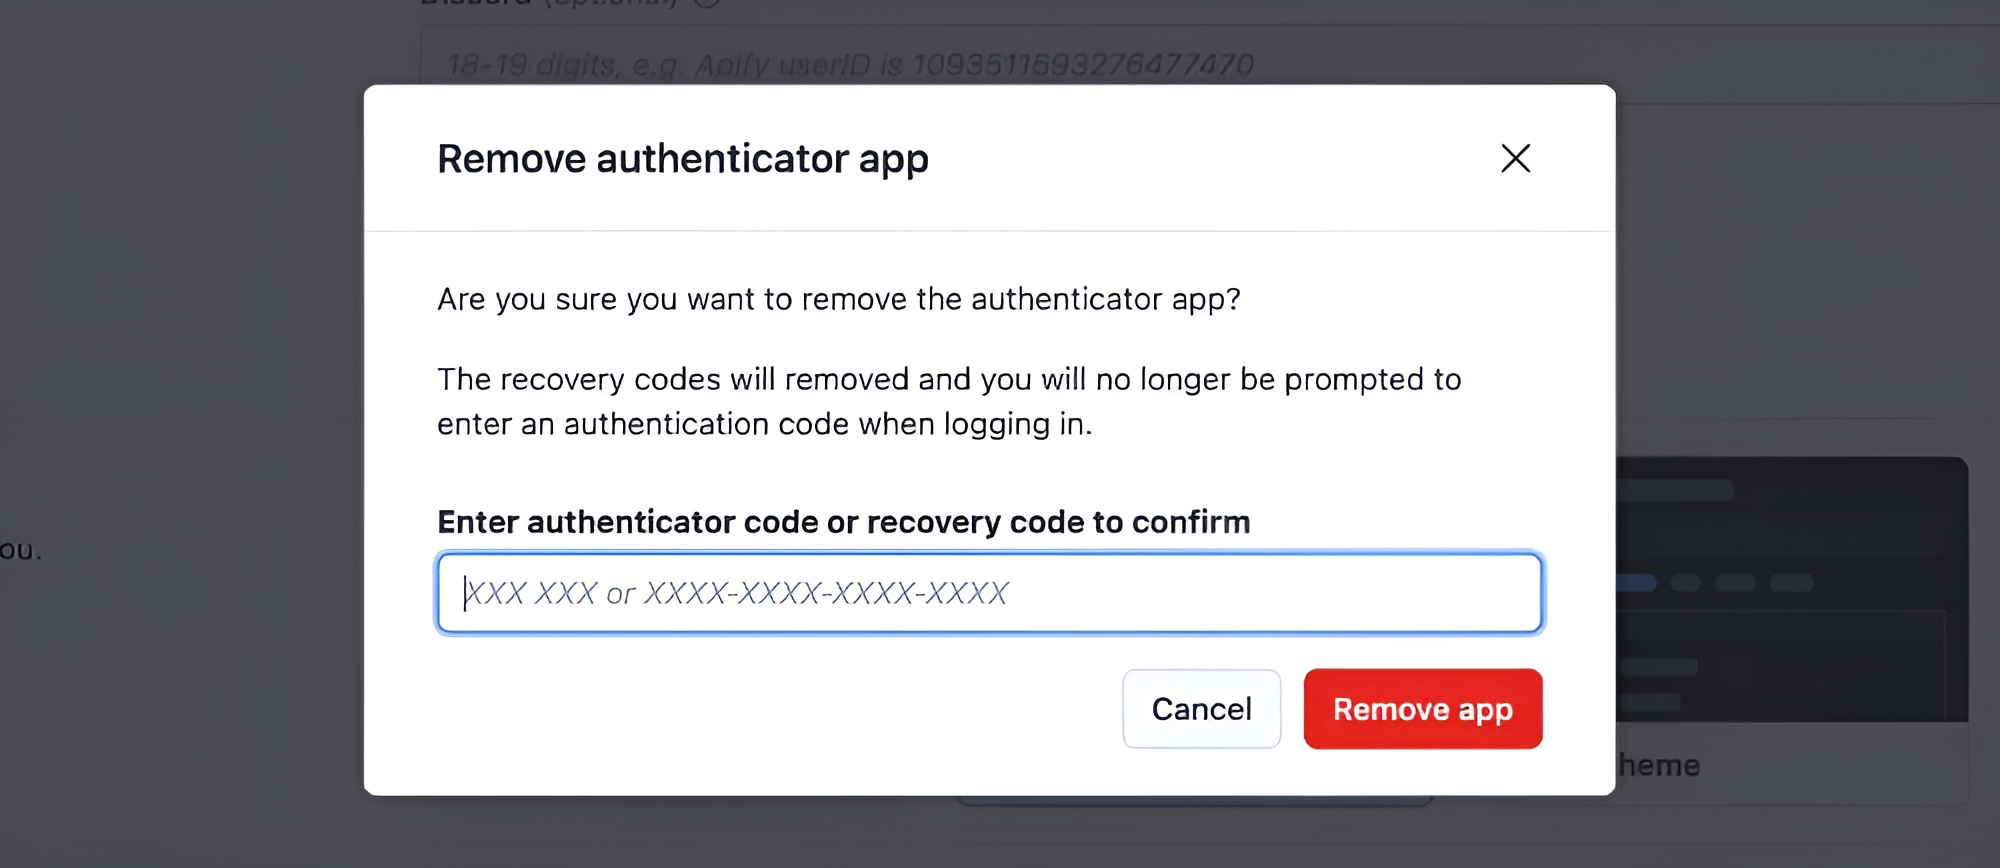 18-19 digits, e.g. Apify userID is 1093511593276477470
Remove authenticator app
Are you sure you want to remove the authenticator app?
The recovery codes will removed and you will no longer be prompted to
enter an authentication code when logging in.
Enter authenticator code or recovery code to confirm
XXX XXX or XXXX-XXXX-XXXX-XXXX
ou.
Cancel
Remove app
heme